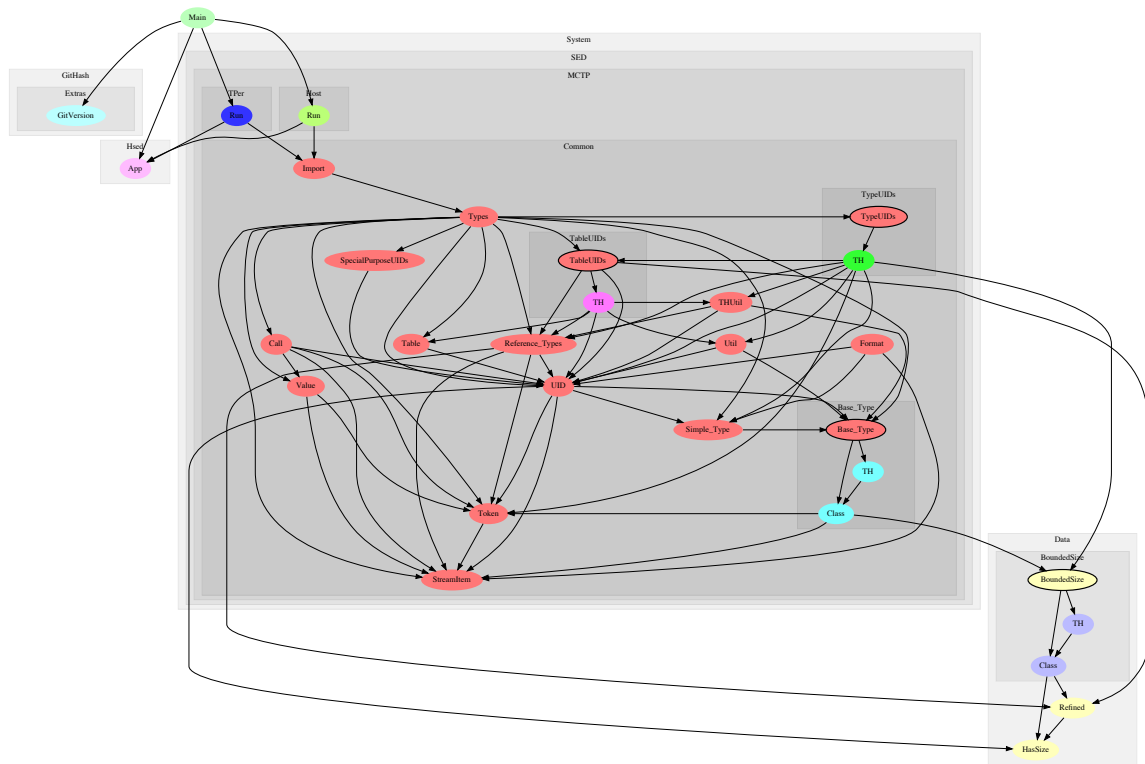 Main
System
SED
GitHash
MCTP
Extras
TPer
Host
GitVersion
Run
Run
Hsed
Common
App
Import
TypeUIDs
Types
TypeUIDs
TableUIDs
SpecialPurposeUIDs
TableUIDs
TH
TH
THUtil
Call
Table
Reference_Types
Util
Format
Value
UID
Base_Type
Simple_Type
Base_Type
TH
Token
Class
Data
BoundedSize
StreamItem
BoundedSize
TH
Class
Refined
HasSize